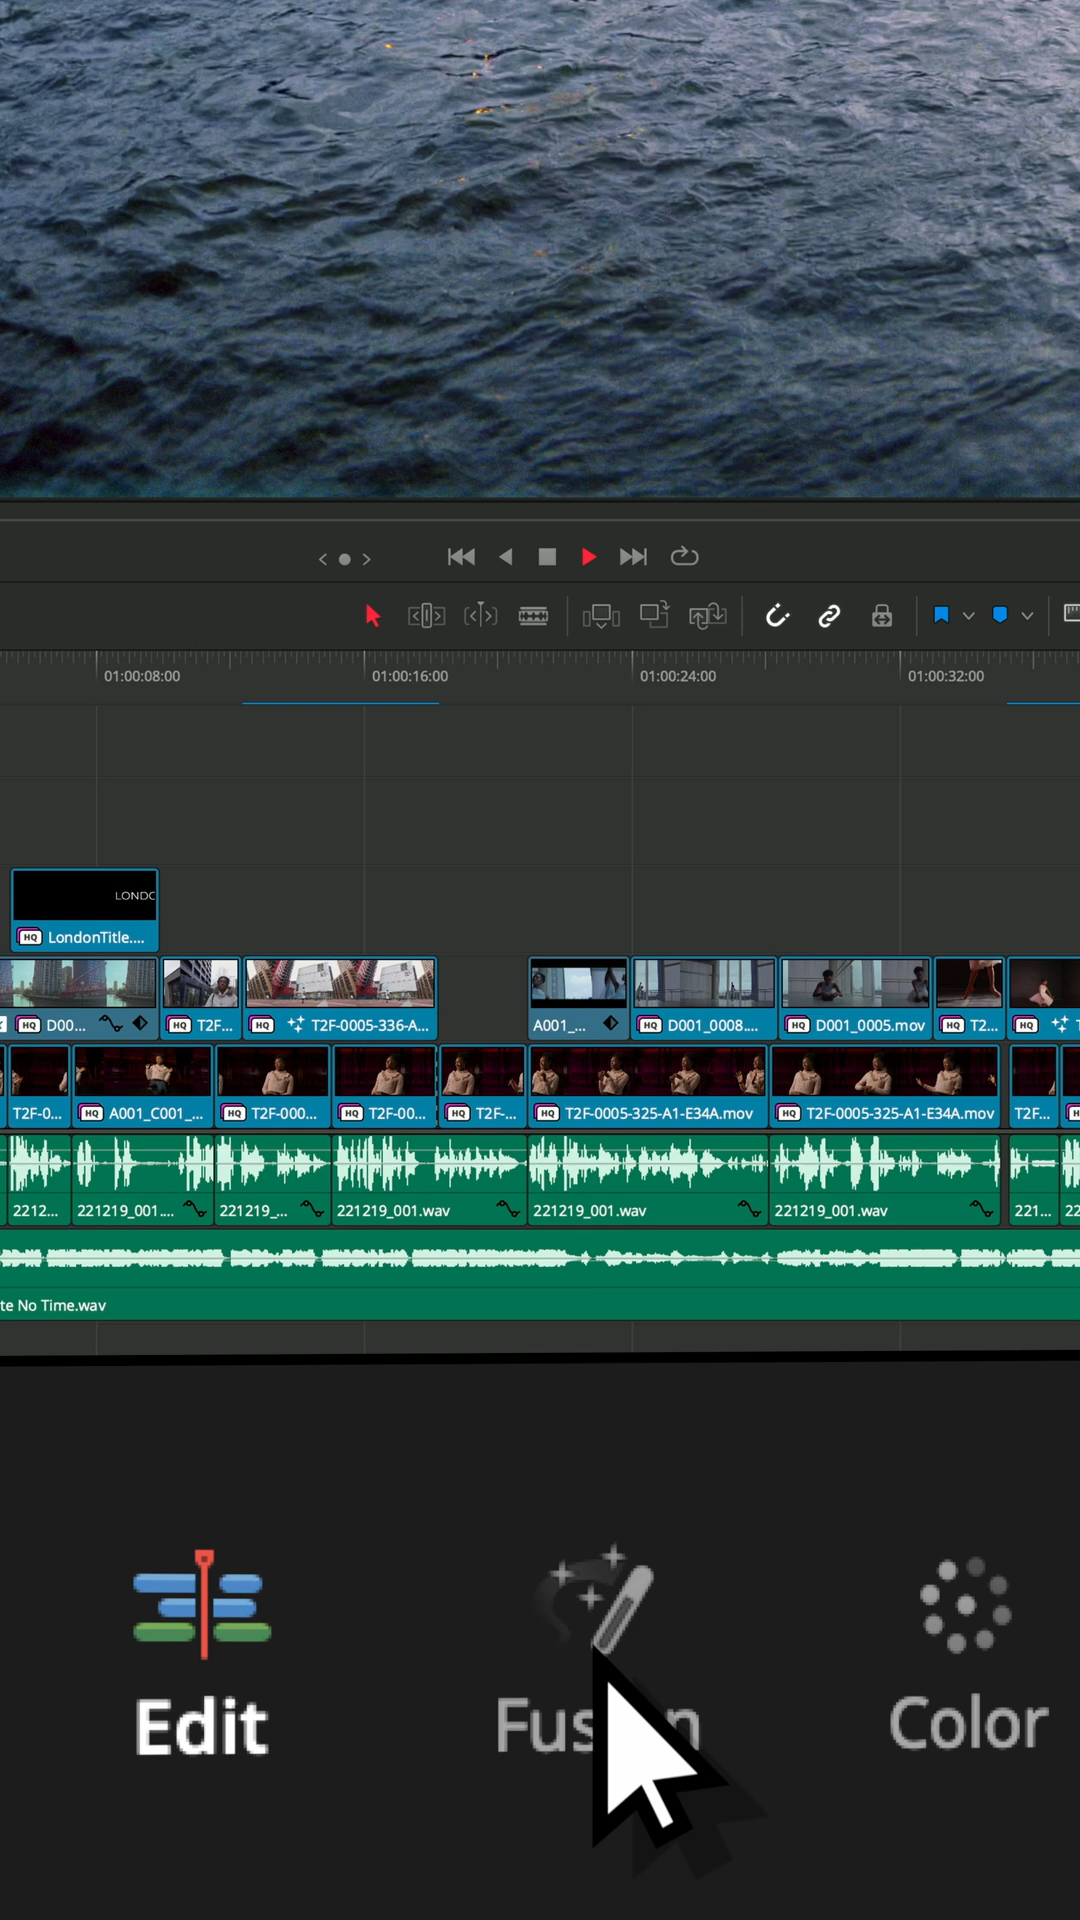 01:00:08:00 01:00:16:00 01:00:24:00 01:00:32:00
LONDO
HQ LondonTitle....
HQ D00... HQ T2F... HQ T2F-0005-336-A... A001_... HQ D001_0008.... HQ D001_0005.mov HQ T2... HQ
T2F-0... HQ A001_C001_... HQ T2F-000... HQ T2F-00... HQ T2F-... HQ T2F-0005-325-A1-E34A.mov HQ T2F-0005-325-A1-E34A.mov T2F...
2212... 221219_001.... 221219_... 221219_001.wav 221219_001.wav 221219_001.wav 221... 22
te No Time.wav
Edit Fusion Color